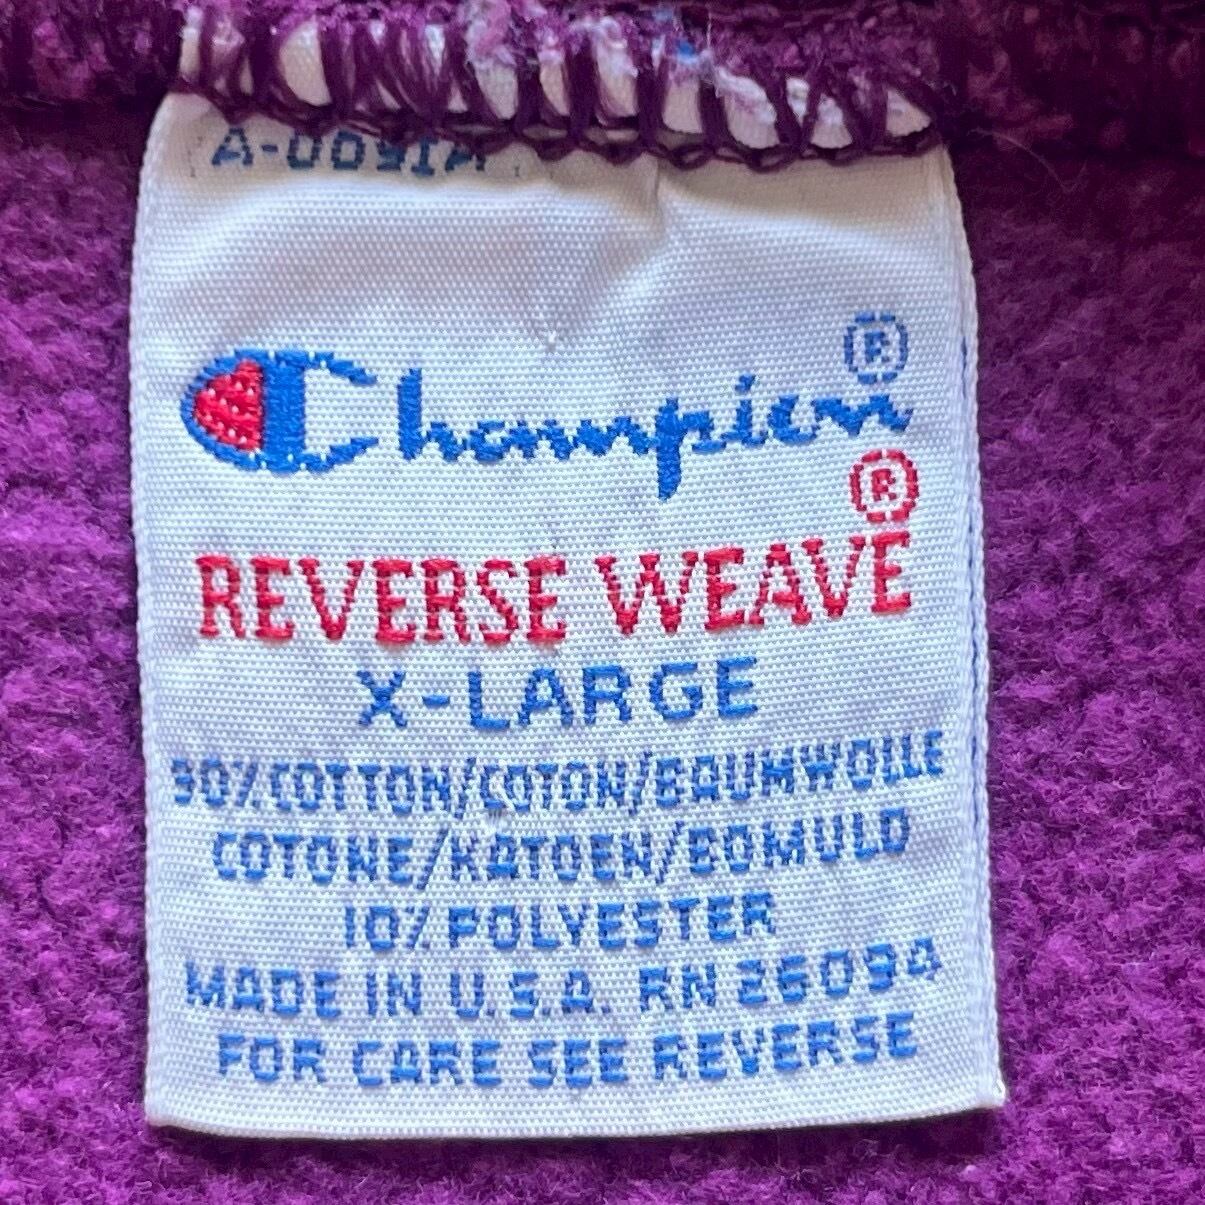 A-0091A
Champion ®
REVERSE WEAVE ®
X-LARGE
90% COTTON/COTON/BAUMWOLLE
COTONE/KATOEN/BOMULD
10% POLYESTER
MADE IN U.S.A. RN 26094
FOR CARE SEE REVERSE